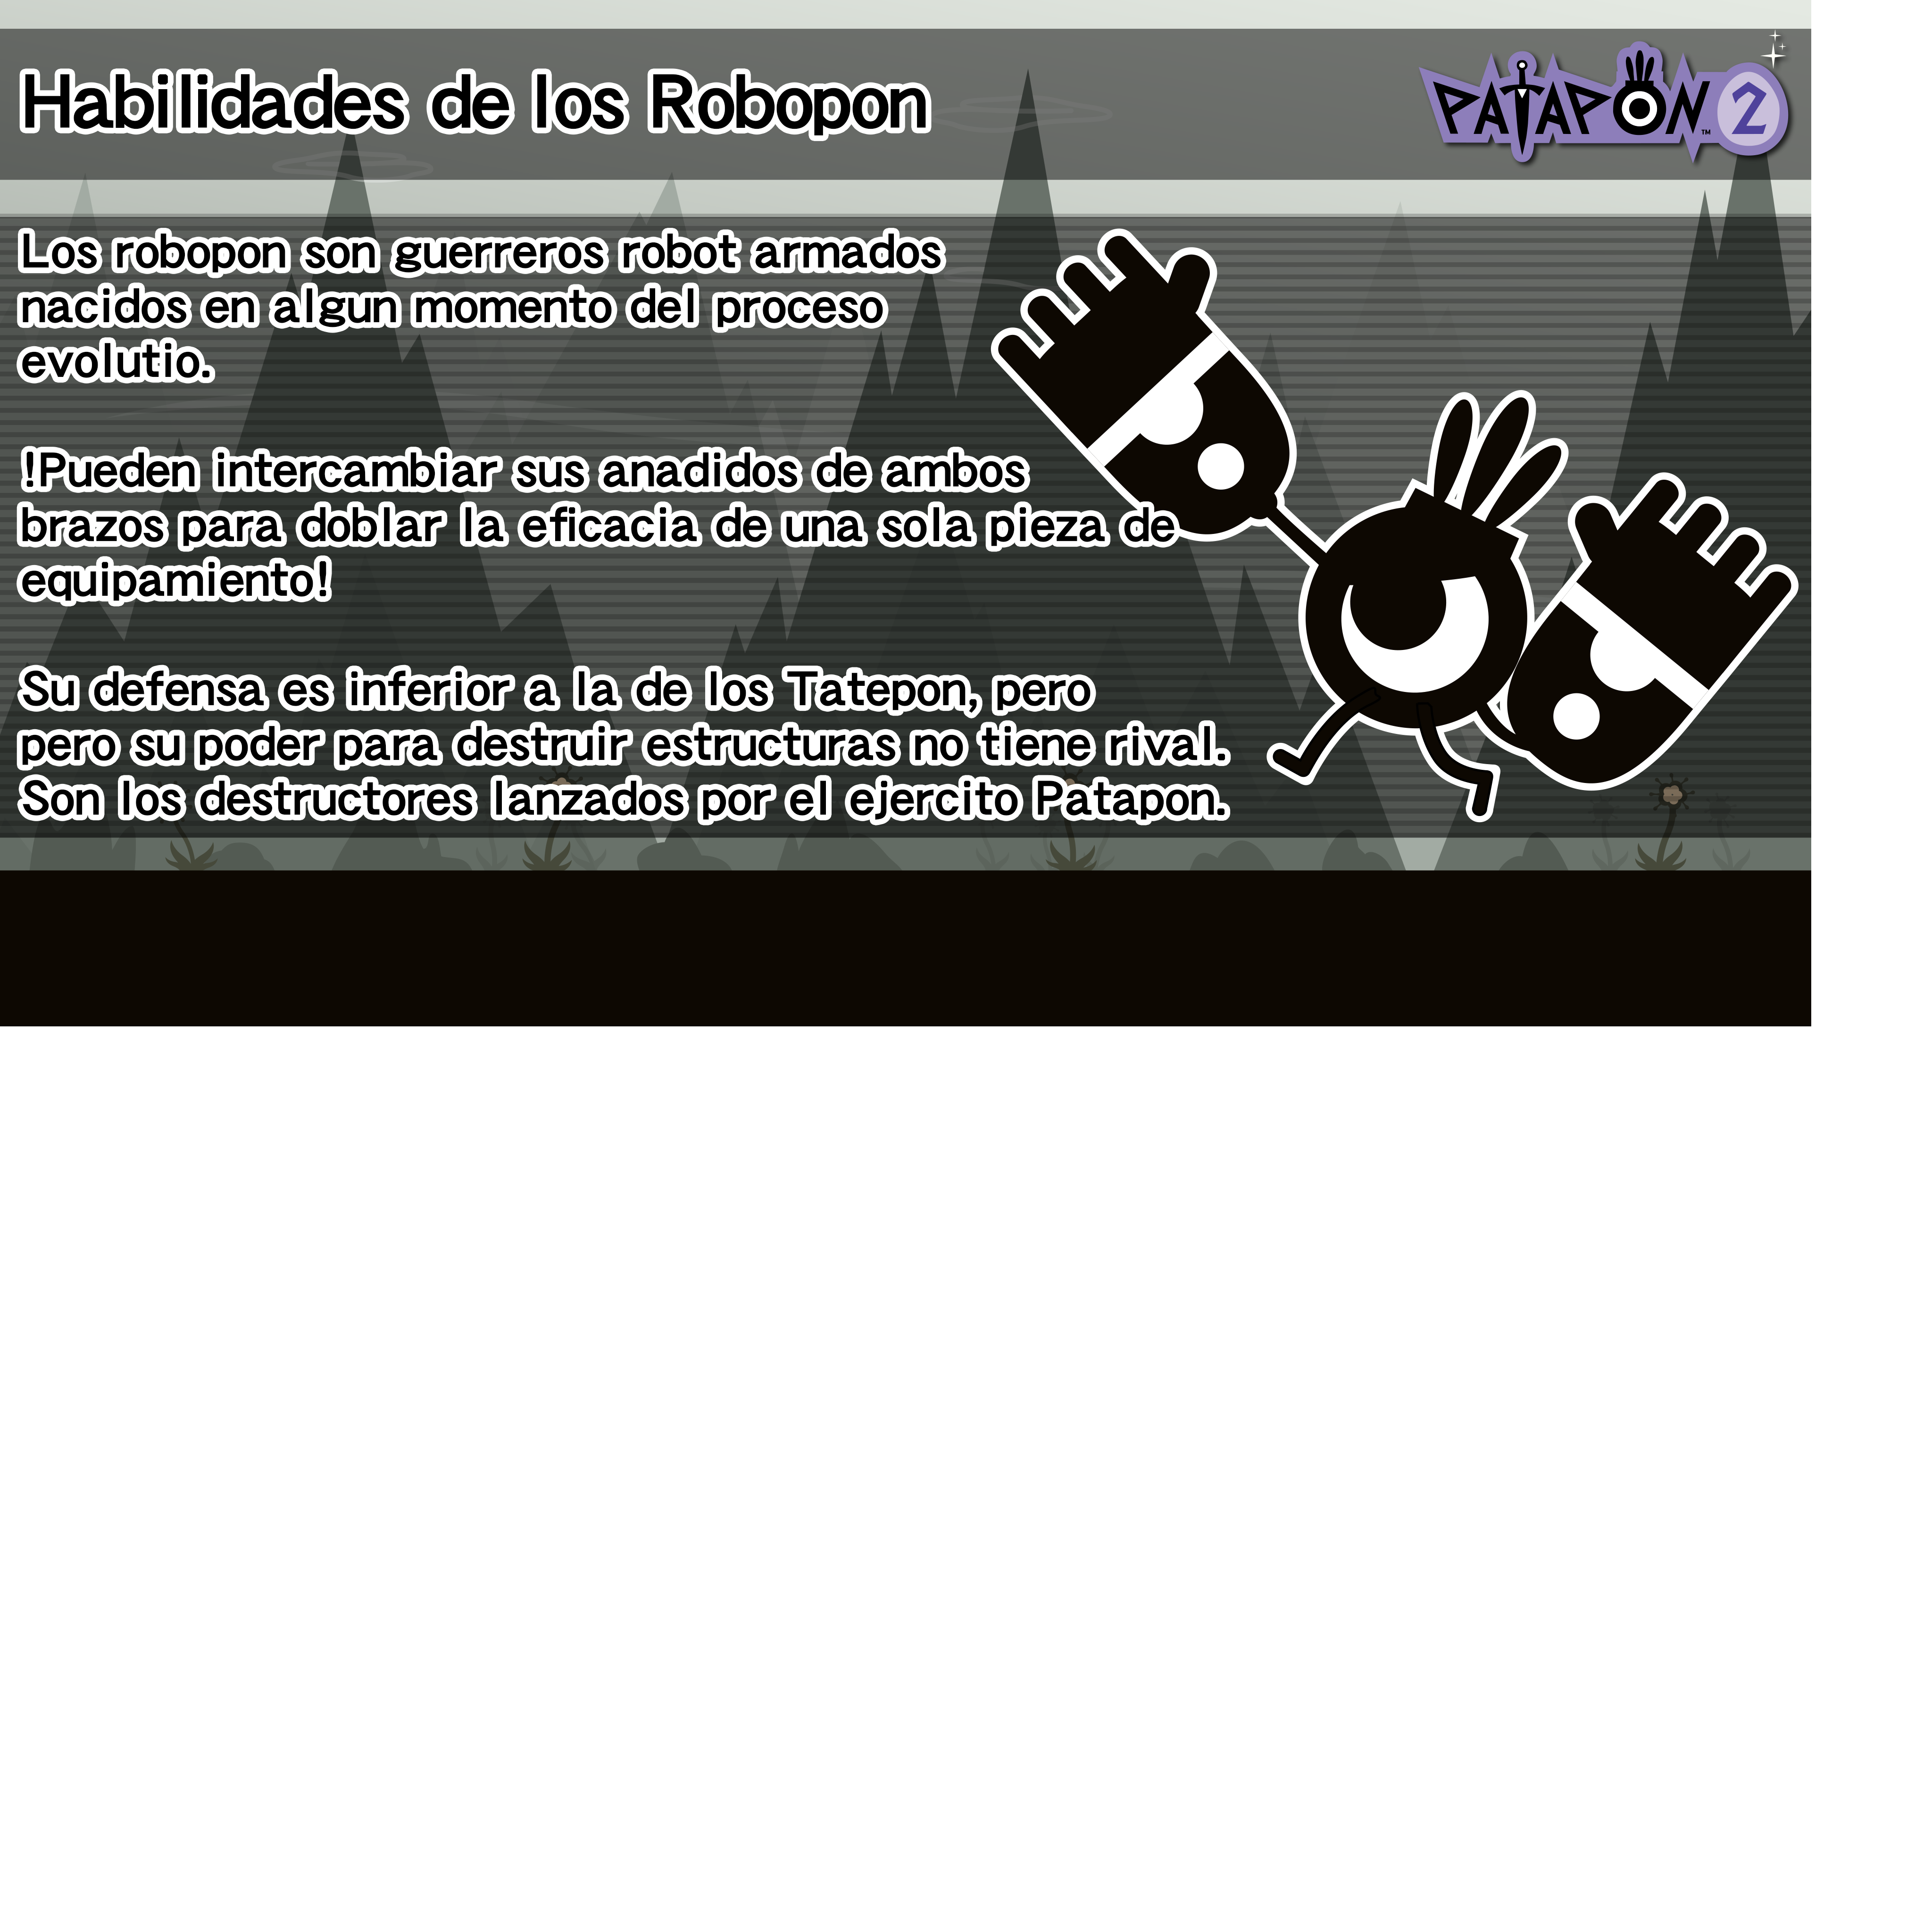 Habilidades de los Robopon
PATAPON™ 2
Los robopon son guerreros robot armados
nacidos en algun momento del proceso
evolutio.
!Pueden intercambiar sus anadidos de ambos
brazos para doblar la eficacia de una sola pieza de
equipamiento!
Su defensa es inferior a la de los Tatepon, pero
pero su poder para destruir estructuras no tiene rival.
Son los destructores lanzados por el ejercito Patapon.